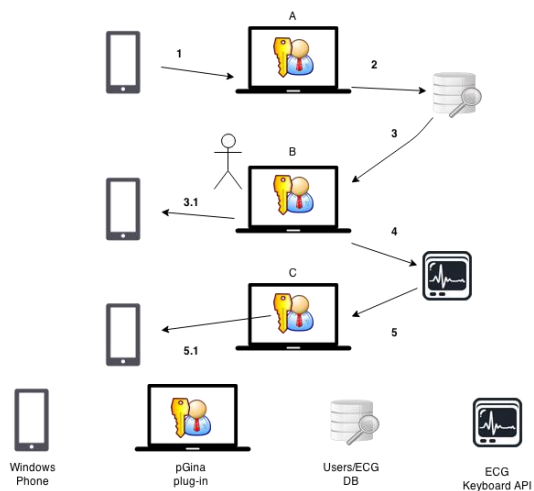 A
1
2
3
B
3.1
4
C
5
5.1
Windows
Phone
pGina
plug-in
Users/ECG
DB
ECG
Keyboard API